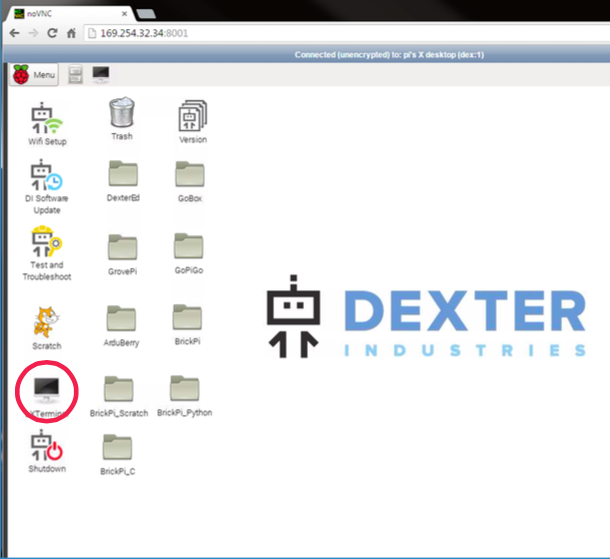 noVNC
169.254.32.34:8001
Connected (unencrypted) to: pi's X desktop (dex:1)
Menu
Wifi Setup
Trash
Version
DI Software
Update
DexterEd
GoBox
Test and
Troubleshoot
GrovePi
GoPiGo
Scratch
ArduBerry
BrickPi
BrickPi_Scratch
BrickPi_Python
Shutdown
BrickPi_C
DEXTER
INDUSTRIES